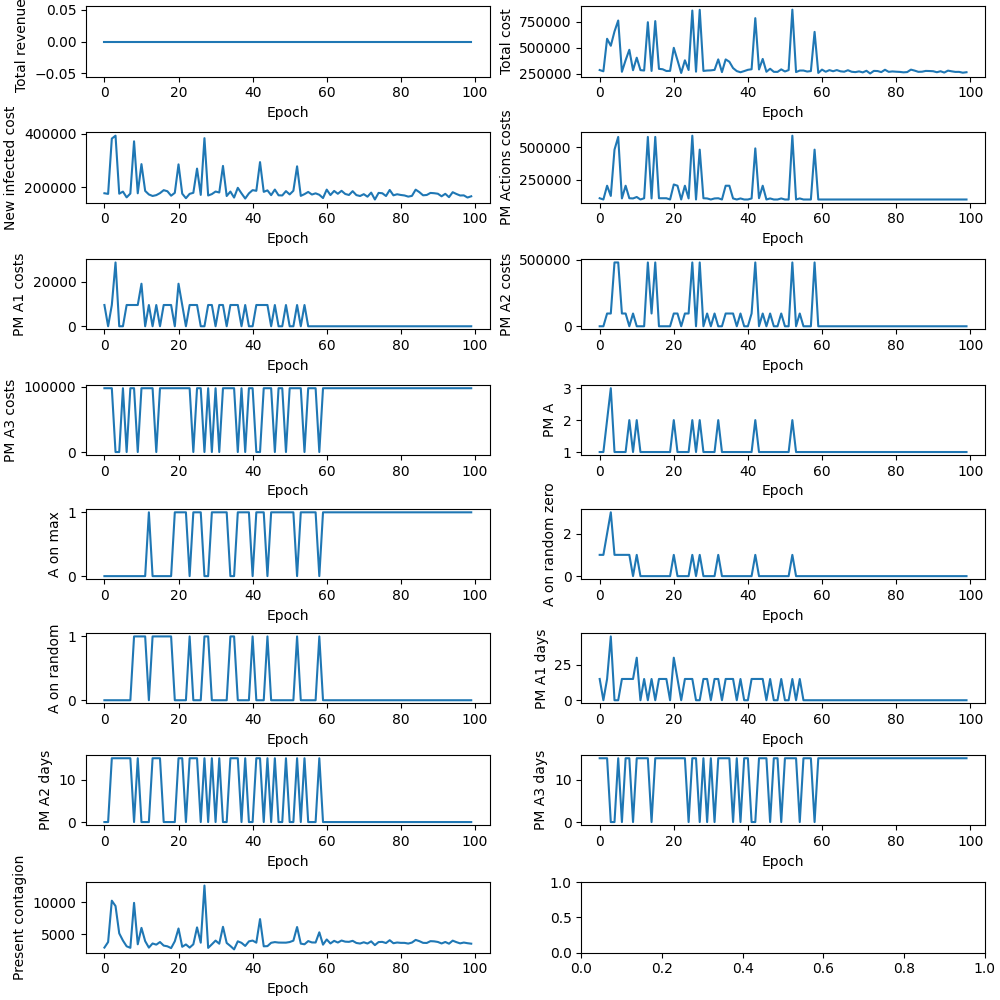 Total revenue
0.05
0.00
−0.05
0 20 40 60 80 100
Epoch
Total cost
750000
500000
250000
0 20 40 60 80 100
Epoch
New infected cost
400000
200000
0 20 40 60 80 100
Epoch
PM Actions costs
500000
250000
0 20 40 60 80 100
Epoch
PM A1 costs
20000
0
0 20 40 60 80 100
Epoch
PM A2 costs
500000
0
0 20 40 60 80 100
Epoch
PM A3 costs
100000
0
0 20 40 60 80 100
Epoch
PM A
3
2
1
0 20 40 60 80 100
Epoch
A on max
1
0
0 20 40 60 80 100
Epoch
A on random zero
2
0
0 20 40 60 80 100
Epoch
A on random
1
0
0 20 40 60 80 100
Epoch
PM A1 days
25
0
0 20 40 60 80 100
Epoch
PM A2 days
10
0
0 20 40 60 80 100
Epoch
PM A3 days
10
0
0 20 40 60 80 100
Epoch
Present contagion
10000
5000
0 20 40 60 80 100
Epoch
1.0
0.5
0.0
0.0 0.2 0.4 0.6 0.8 1.0